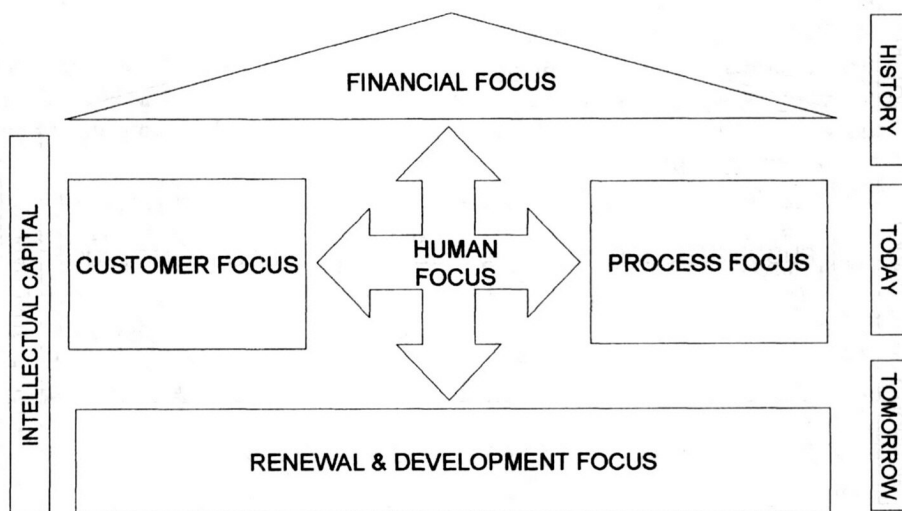 FINANCIAL FOCUS
HISTORY
INTELLECTUAL CAPITAL
CUSTOMER FOCUS
HUMAN
FOCUS
PROCESS FOCUS
TODAY
RENEWAL & DEVELOPMENT FOCUS
TOMORROW